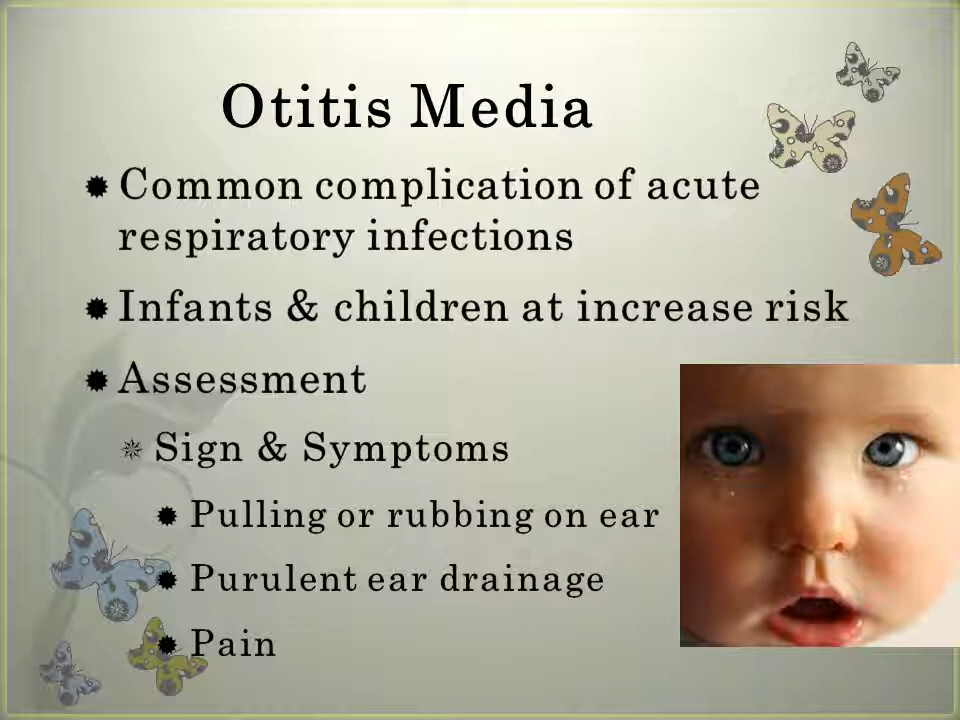 Otitis Media
Common complication of acute
respiratory infections
Infants & children at increase risk
Assessment
Sign & Symptoms
Pulling or rubbing on ear
Purulent ear drainage
Pain